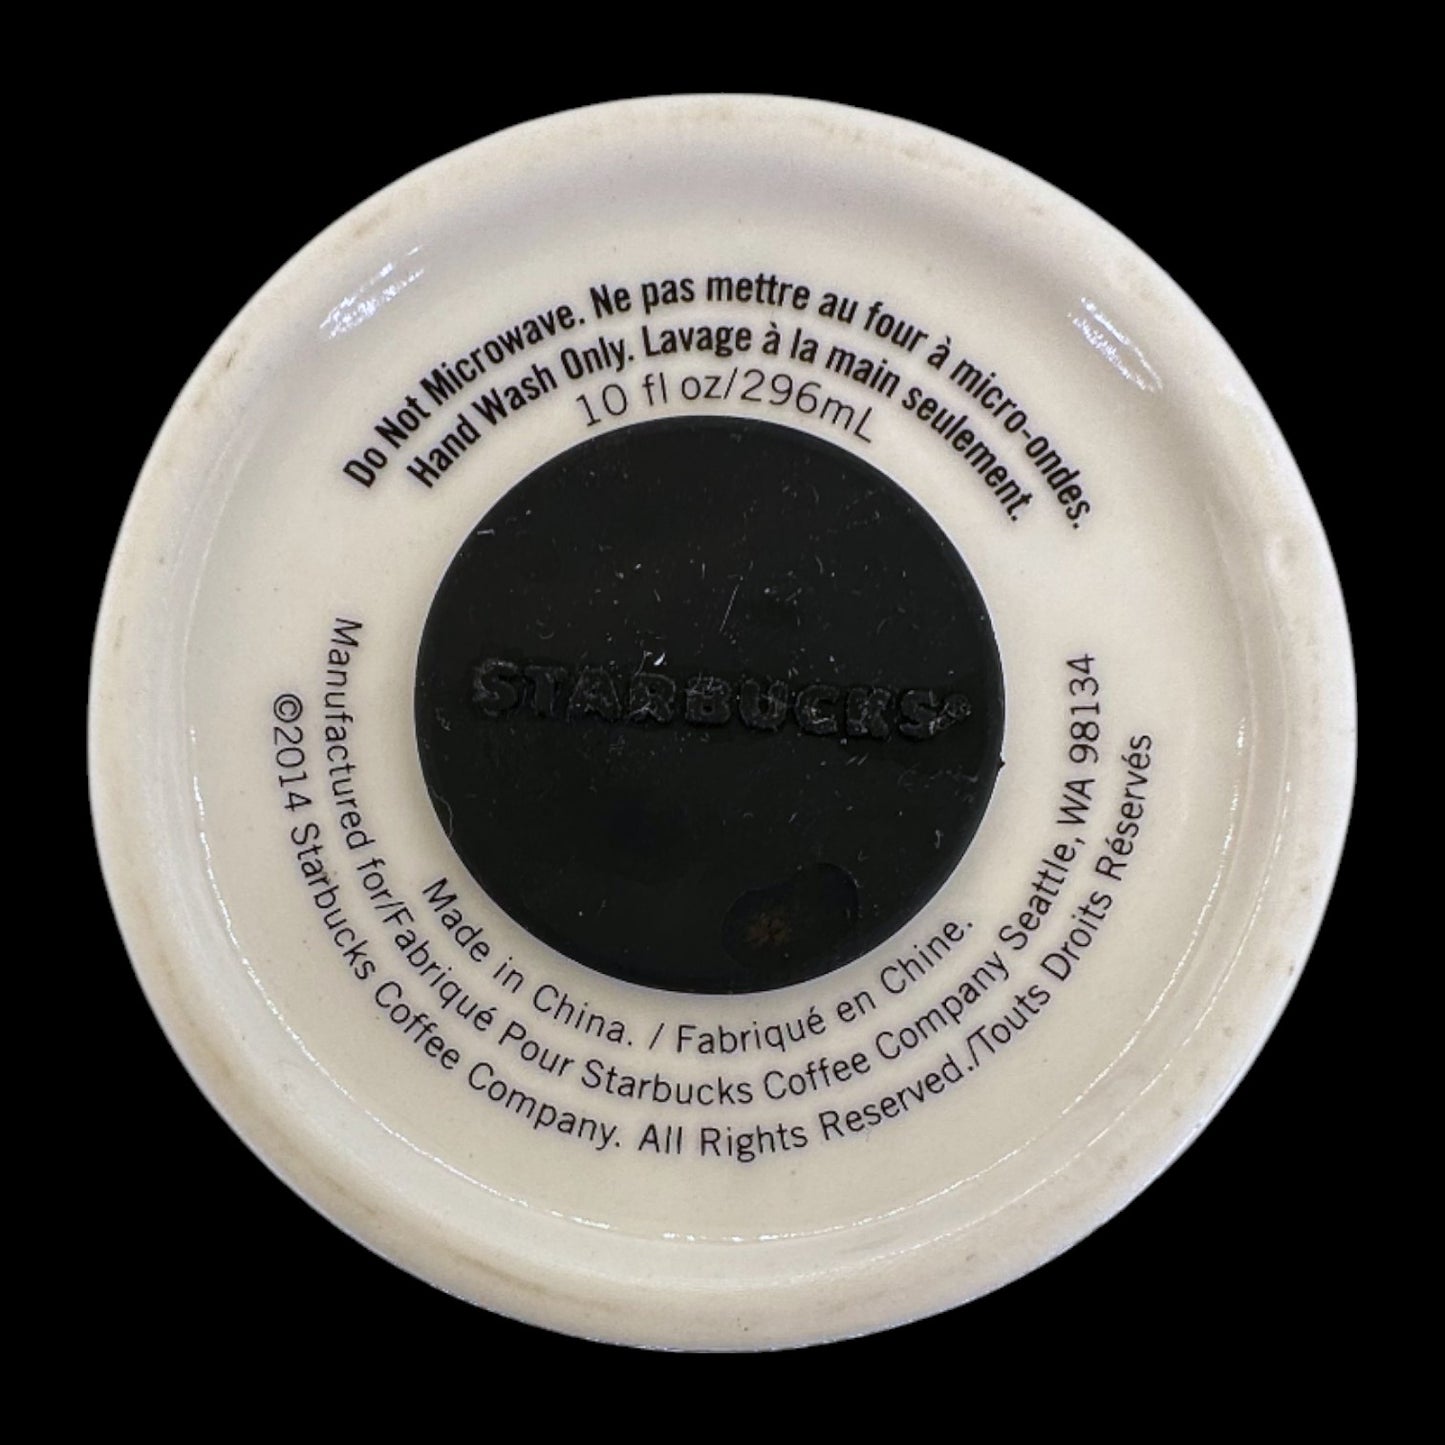 Do Not Microwave. Ne pas mettre au four à micro-ondes.
Hand Wash Only. Lavage à la main seulement.
10 fl oz/296mL
STARBUCKS®
Made in China. / Fabriqué en Chine.
Manufactured for/Fabriqué Pour Starbucks Coffee Company Seattle, WA 98134
©2014 Starbucks Coffee Company. All Rights Reserved./Touts Droits Réservés